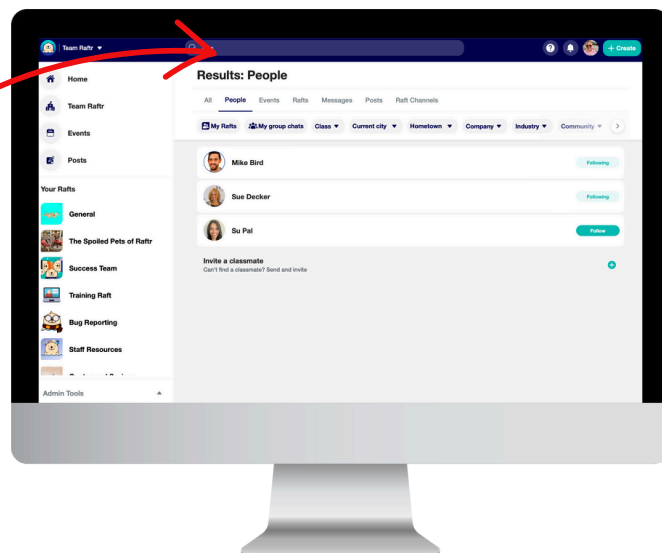 Team Raftr
+ Create
Home
Team Raftr
Events
Posts
Your Rafts
General
The Spoiled Pets of Raftr
Success Team
Training Raft
Bug Reporting
Staff Resources
Admin Tools
Results: People
All People Events Rafts Messages Posts Raft Channels
My Rafts My group chats Class Current city Hometown Company Industry Community
Mike Bird Following
Sue Decker Following
Su Pal Follow
Invite a classmate
Can't find a classmate? Send and invite